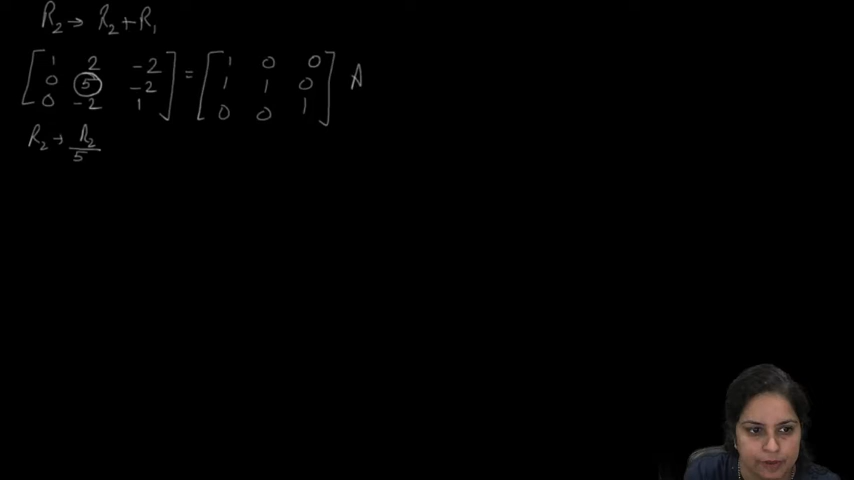 R₂ → R₂ + R₁
[1 2 -2] = [1 0 0]
[0 5 -2] [1 1 0] A
[0 -2 1] [0 0 1]
R₂ → R₂/5